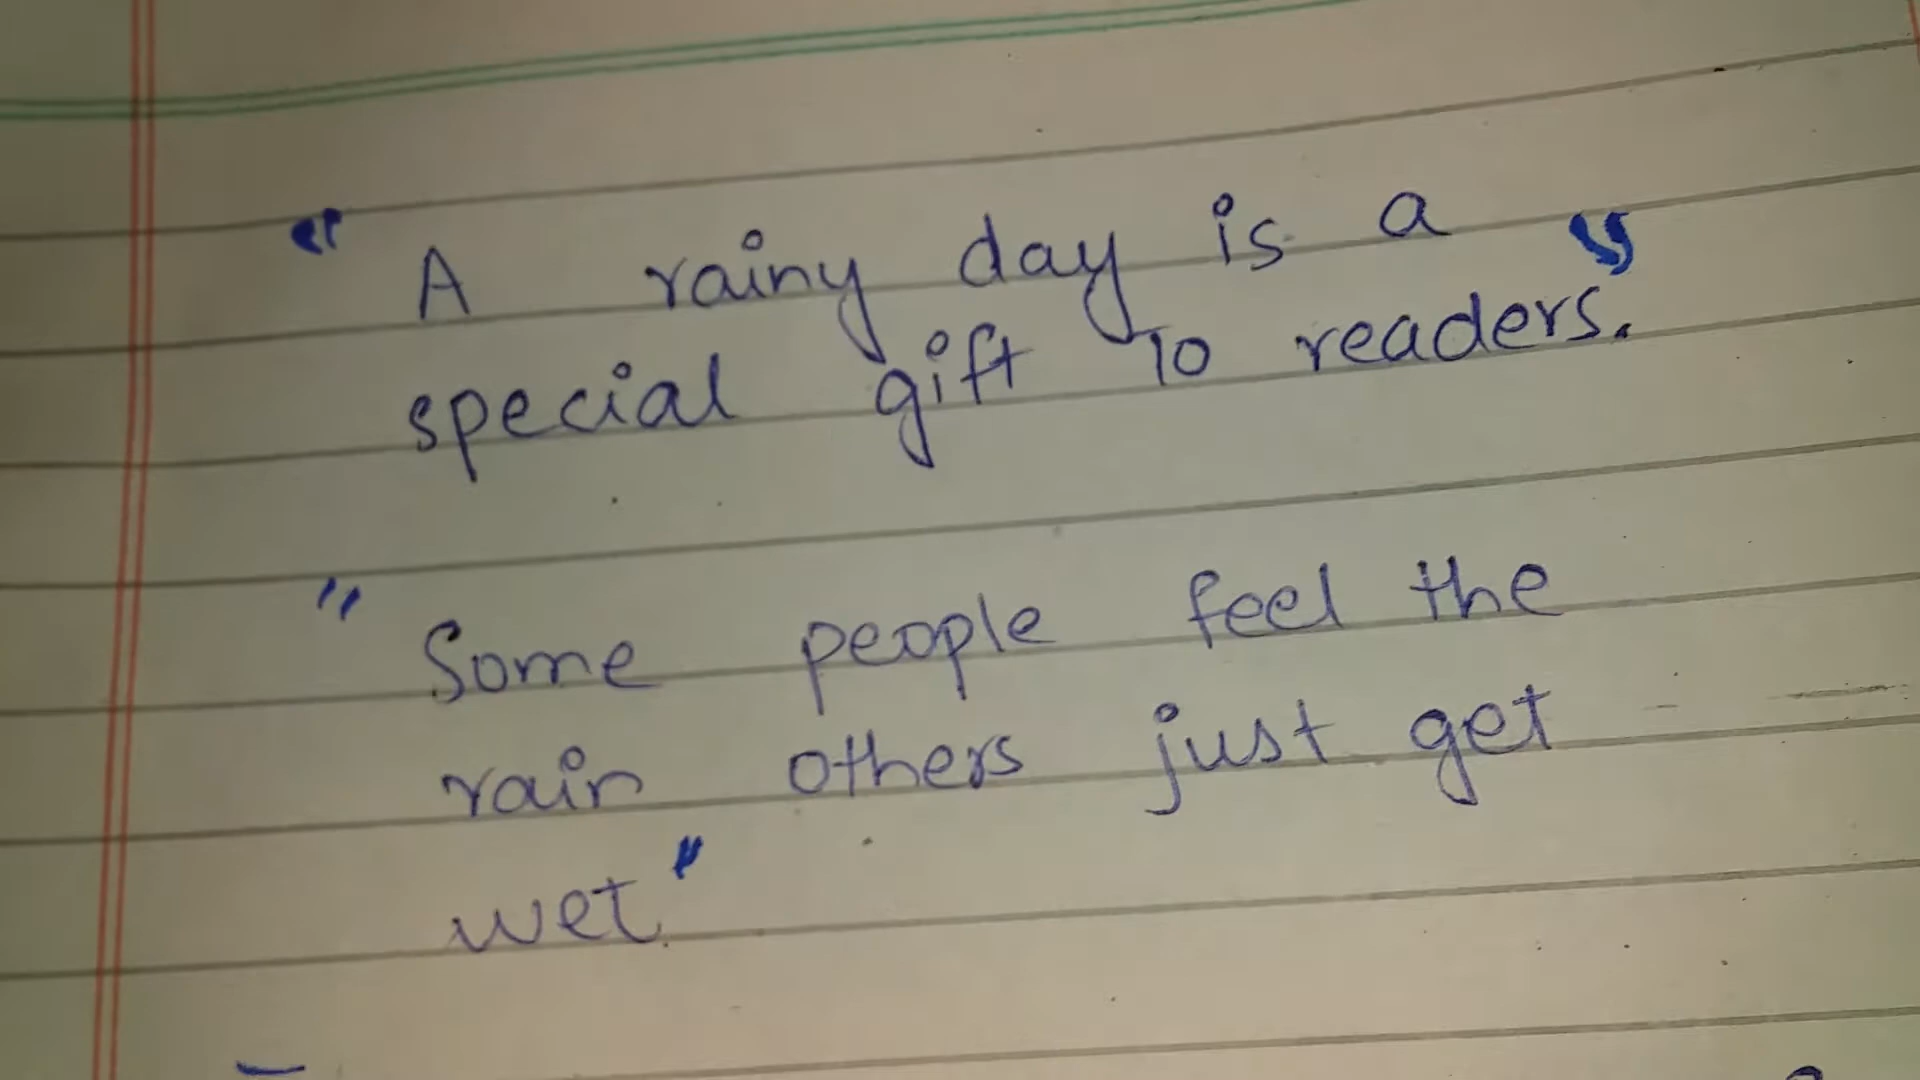 "A rainy day is a
special gift to readers."
"Some people feel the
rain others just get
wet."